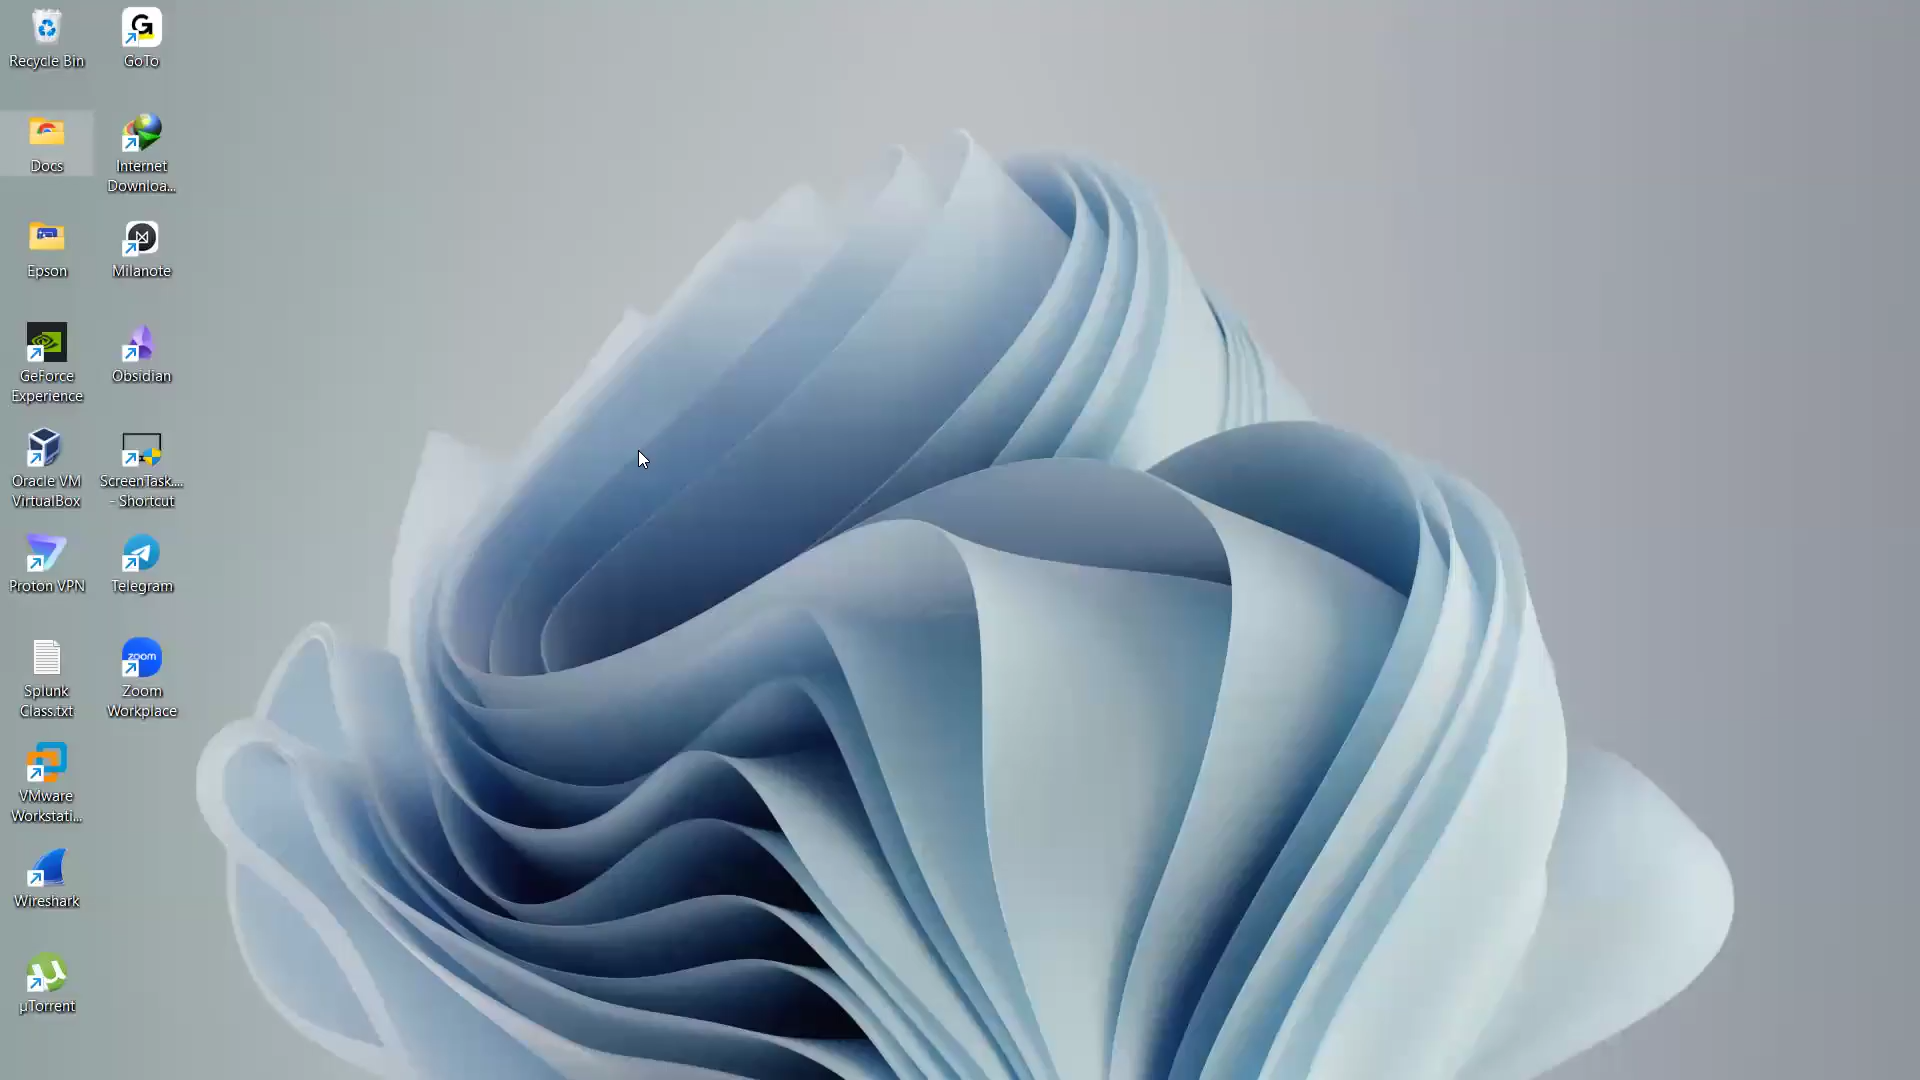 Recycle Bin
GoTo
Docs
Internet
Downloa...
Epson
Milanote
GeForce
Experience
Obsidian
Oracle VM
VirtualBox
ScreenTask....
- Shortcut
Proton VPN
Telegram
Splunk
Class.txt
zoom
Zoom
Workplace
VMware
Workstati...
Wireshark
µTorrent